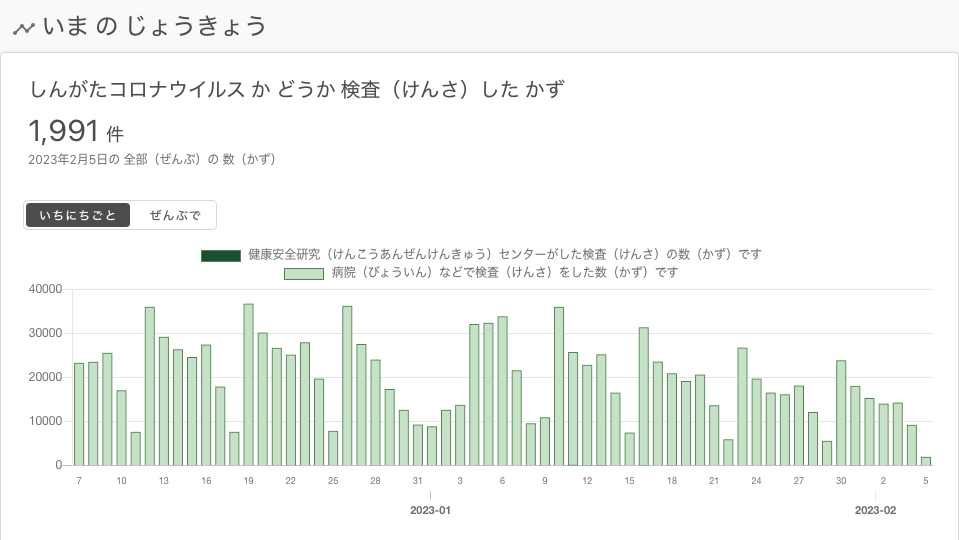 いま の じょうきょう
しんがたコロナウイルス か どうか 検査（けんさ）した かず
1,991 件
2023年2月5日の 全部（ぜんぶ）の 数（かず）
いちにちごと ぜんぶで
健康安全研究（けんこうあんぜんけんきゅう）センターがした検査（けんさ）の数（かず）です
病院（びょういん）などで検査（けんさ）をした数（かず）です
40000
30000
20000
10000
0
7 10 13 16 19 22 25 28 31 3 6 9 12 15 18 21 24 27 30 2 5
2023-01 2023-02